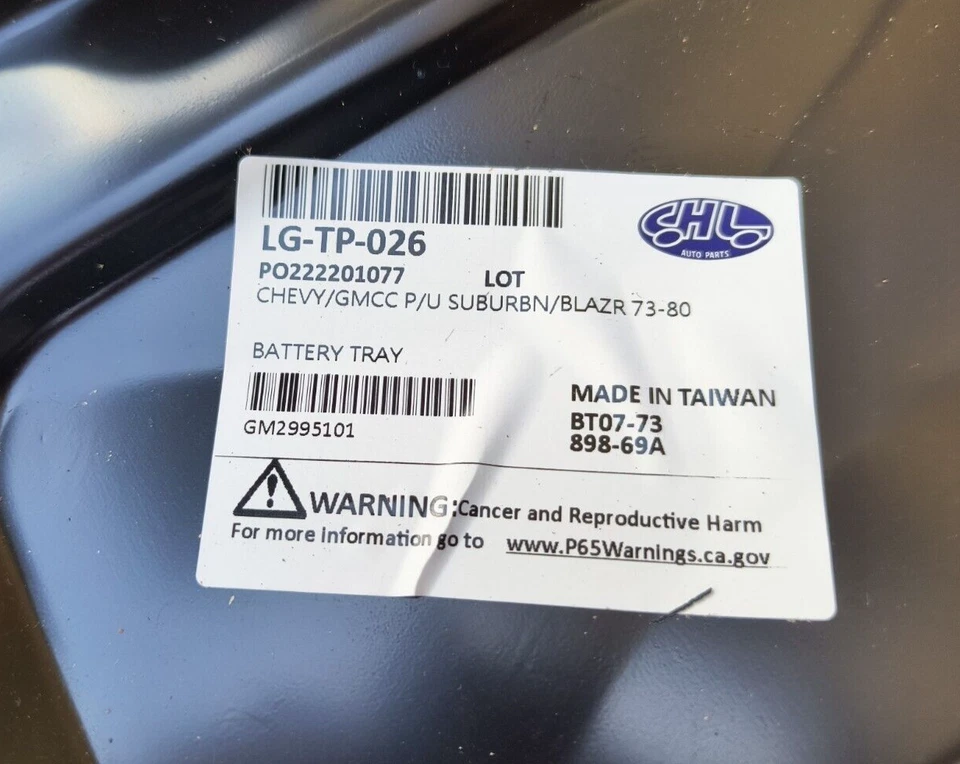 CHL
AUTO PARTS
LG-TP-026
PO222201077 LOT
CHEVY/GMCC P/U SUBURBN/BLAZR 73-80
BATTERY TRAY
GM2995101
MADE IN TAIWAN
BT07-73
898-69A
WARNING:Cancer and Reproductive Harm
For more Information go to www.P65Warnings.ca.gov